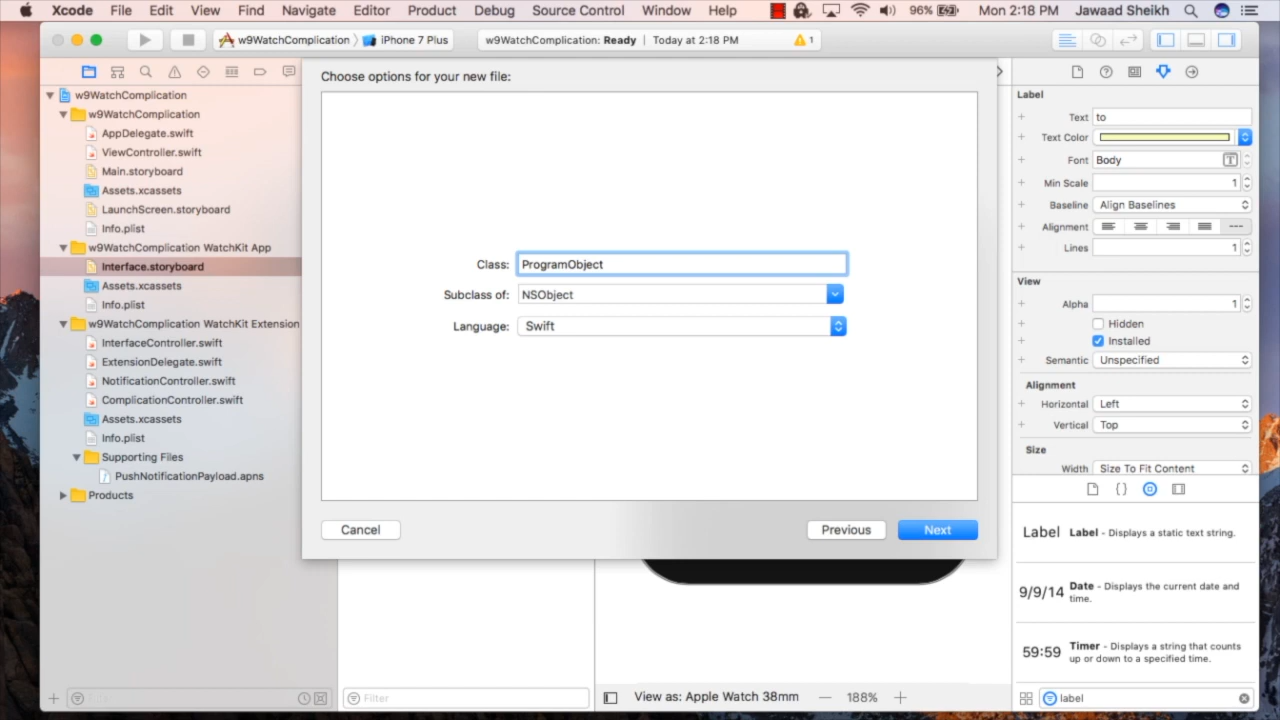 Xcode File Edit View Find Navigate Editor Product Debug Debug Source Control Window Help 96% Mon 2:18 PM Jawaad Sheikh
w9WatchComplication iPhone 7 Plus w9WatchComplication: Ready | Today at 2:18 PM 1
w9WatchComplication
w9WatchComplication
AppDelegate.swift
ViewController.swift
Main.storyboard
Assets.xcassets
LaunchScreen.storyboard
Info.plist
w9WatchComplication WatchKit App
Interface.storyboard
Assets.xcassets
Info.plist
w9WatchComplication WatchKit Extension
InterfaceController.swift
ExtensionDelegate.swift
NotificationController.swift
ComplicationController.swift
Assets.xcassets
Info.plist
Supporting Files
PushNotificationPayload.apns
Products
Choose options for your new file:
Class: ProgramObject
Subclass of: NSObject
Language: Swift
Cancel Previous Next
Label
Text to
Text Color
Font Body T
Min Scale 1
Baseline Align Baselines
Alignment
Lines 1
View
Alpha 1
Hidden
Installed
Semantic Unspecified
Alignment
Horizontal Left
Vertical Top
Size
Width Size To Fit Content
Label Label - Displays a static text string.
9/9/14 Date - Displays the current date and
time.
59:59 Timer - Displays a string that counts
up or down to a specified time.
Filter View as: Apple Watch 38mm — 188% + label